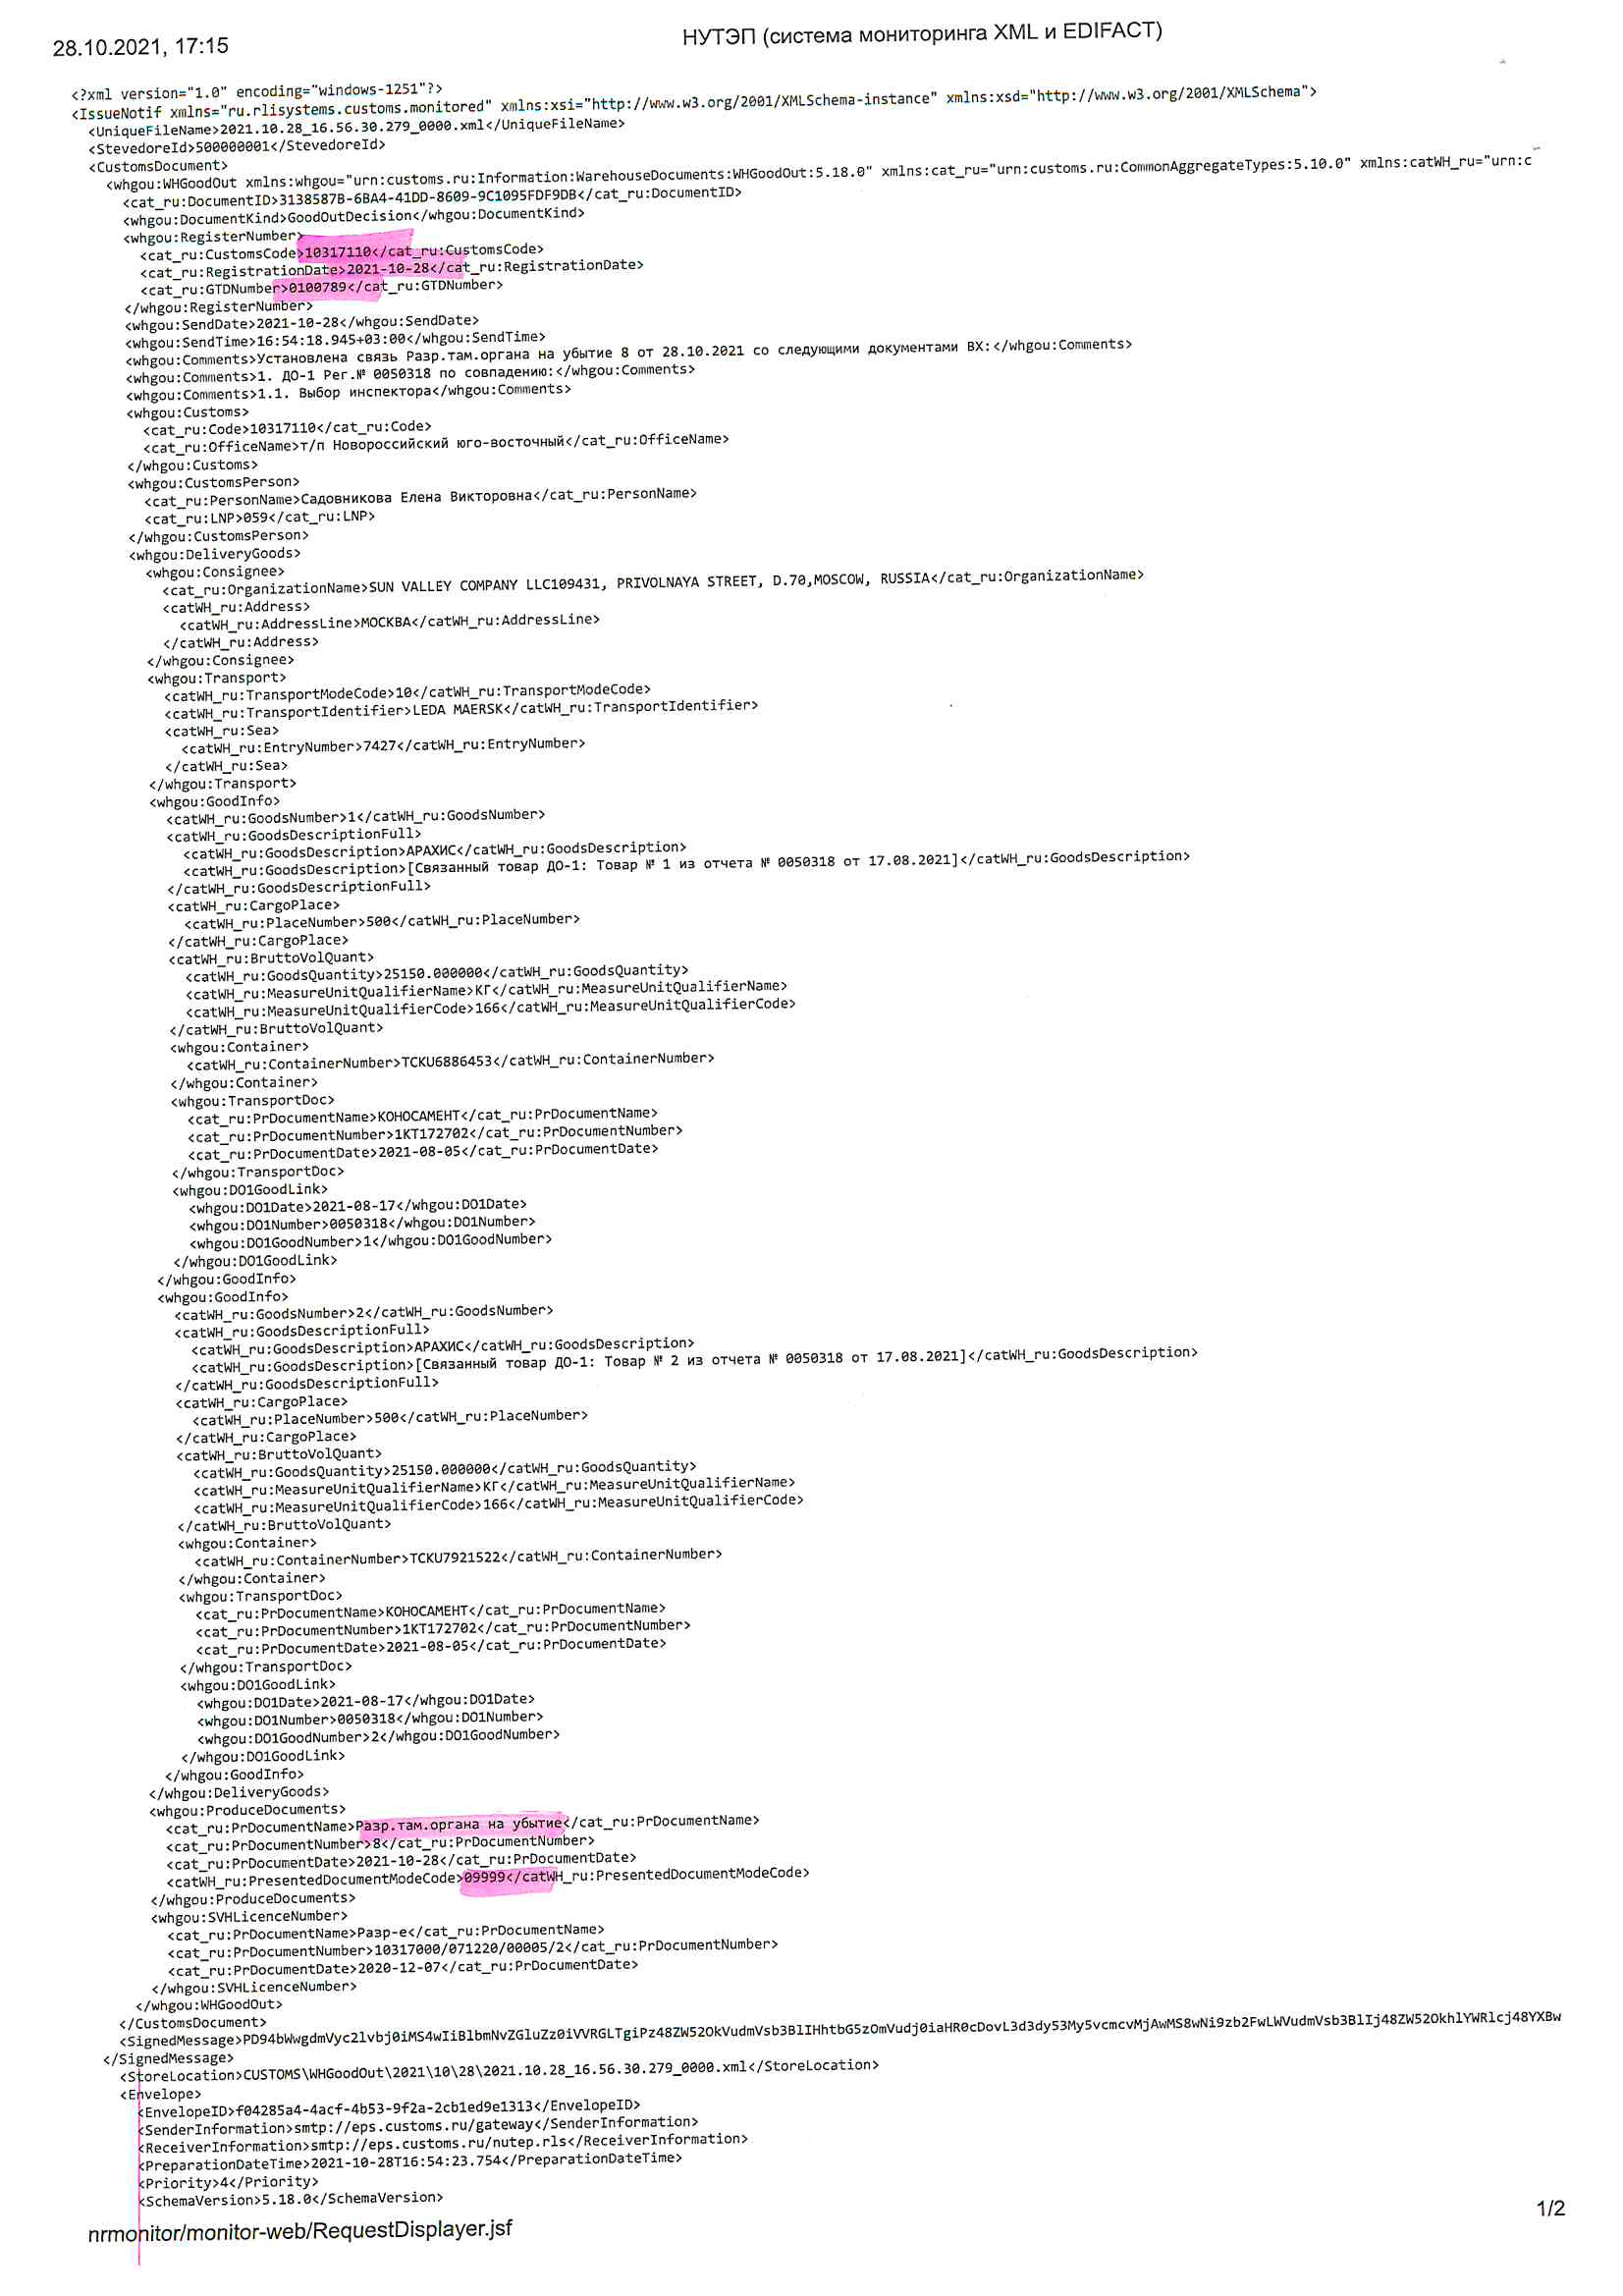 28.10.2021, 17:15
НУТЭП (система мониторинга XML и EDIFACT)
<?xml version="1.0" encoding="windows-1251"?>
<IssueNotif xmlns="ru.rlisystems.customs.monitored" xmlns:xsi="http://www.w3.org/2001/XMLSchema-instance" xmlns:xsd="http://www.w3.org/2001/XMLSchema">
<UniqueFileName>2021.10.28_16.56.30.279_0000.xml</UniqueFileName>
<StevedoreId>500000001</StevedoreId>
<CustomsDocument>
<whgou:WHGoodOut xmlns:whgou="urn:customs.ru:Information:WarehouseDocuments:WHGoodOut:5.18.0" xmlns:cat_ru="urn:customs.ru:CommonAggregateTypes:5.10.0" xmlns:catWH_ru="urn:c
<cat_ru:DocumentID>3138587B-6BA4-41DD-8609-9C1095FDF9DB</cat_ru:DocumentID>
<whgou:DocumentKind>GoodOutDecision</whgou:DocumentKind>
<whgou:RegisterNumber>
<cat_ru:CustomsCode>10317110</cat_ru:CustomsCode>
<cat_ru:RegistrationDate>2021-10-28</cat_ru:RegistrationDate>
<cat_ru:GTDNumber>0100789</cat_ru:GTDNumber>
</whgou:RegisterNumber>
<whgou:SendDate>2021-10-28</whgou:SendDate>
<whgou:SendTime>16:54:18.945+03:00</whgou:SendTime>
<whgou:Comments>Установлена связь Разр.там.органа на убытие 8 от 28.10.2021 со следующими документами ВХ:</whgou:Comments>
<whgou:Comments>1. ДО-1 Рег.№ 0050318 по совпадению:</whgou:Comments>
<whgou:Comments>1.1. Выбор инспектора</whgou:Comments>
<whgou:Customs>
<cat_ru:Code>10317110</cat_ru:Code>
<cat_ru:OfficeName>т/п Новороссийский юго-восточный</cat_ru:OfficeName>
</whgou:Customs>
<whgou:CustomsPerson>
<cat_ru:PersonName>Садовникова Елена Викторовна</cat_ru:PersonName>
<cat_ru:LNP>059</cat_ru:LNP>
</whgou:CustomsPerson>
<whgou:DeliveryGoods>
<whgou:Consignee>
<cat_ru:OrganizationName>SUN VALLEY COMPANY LLC109431, PRIVOLNAYA STREET, D.70,MOSCOW, RUSSIA</cat_ru:OrganizationName>
<catWH_ru:Address>
<catWH_ru:AddressLine>МОСКВА</catWH_ru:AddressLine>
</catWH_ru:Address>
</whgou:Consignee>
<whgou:Transport>
<catWH_ru:TransportModeCode>10</catWH_ru:TransportModeCode>
<catWH_ru:TransportIdentifier>LEDA MAERSK</catWH_ru:TransportIdentifier>
<catWH_ru:Sea>
<catWH_ru:EntryNumber>7427</catWH_ru:EntryNumber>
</catWH_ru:Sea>
</whgou:Transport>
<whgou:GoodInfo>
<catWH_ru:GoodsNumber>1</catWH_ru:GoodsNumber>
<catWH_ru:GoodsDescriptionFull>
<catWH_ru:GoodsDescription>АРАХИС</catWH_ru:GoodsDescription>
<catWH_ru:GoodsDescription>[Связанный товар ДО-1: Товар № 1 из отчета № 0050318 от 17.08.2021]</catWH_ru:GoodsDescription>
</catWH_ru:GoodsDescriptionFull>
<catWH_ru:CargoPlace>
<catWH_ru:PlaceNumber>500</catWH_ru:PlaceNumber>
</catWH_ru:CargoPlace>
<catWH_ru:BruttoVolQuant>
<catWH_ru:GoodsQuantity>25150.000000</catWH_ru:GoodsQuantity>
<catWH_ru:MeasureUnitQualifierName>КГ</catWH_ru:MeasureUnitQualifierName>
<catWH_ru:MeasureUnitQualifierCode>166</catWH_ru:MeasureUnitQualifierCode>
</catWH_ru:BruttoVolQuant>
<whgou:Container>
<catWH_ru:ContainerNumber>TCKU6886453</catWH_ru:ContainerNumber>
</whgou:Container>
<whgou:TransportDoc>
<cat_ru:PrDocumentName>КОНОСАМЕНТ</cat_ru:PrDocumentName>
<cat_ru:PrDocumentNumber>1KT172702</cat_ru:PrDocumentNumber>
<cat_ru:PrDocumentDate>2021-08-05</cat_ru:PrDocumentDate>
</whgou:TransportDoc>
<whgou:DO1GoodLink>
<whgou:DO1Date>2021-08-17</whgou:DO1Date>
<whgou:DO1Number>0050318</whgou:DO1Number>
<whgou:DO1GoodNumber>1</whgou:DO1GoodNumber>
</whgou:DO1GoodLink>
</whgou:GoodInfo>
<whgou:GoodInfo>
<catWH_ru:GoodsNumber>2</catWH_ru:GoodsNumber>
<catWH_ru:GoodsDescriptionFull>
<catWH_ru:GoodsDescription>АРАХИС</catWH_ru:GoodsDescription>
<catWH_ru:GoodsDescription>[Связанный товар ДО-1: Товар № 2 из отчета № 0050318 от 17.08.2021]</catWH_ru:GoodsDescription>
</catWH_ru:GoodsDescriptionFull>
<catWH_ru:CargoPlace>
<catWH_ru:PlaceNumber>500</catWH_ru:PlaceNumber>
</catWH_ru:CargoPlace>
<catWH_ru:BruttoVolQuant>
<catWH_ru:GoodsQuantity>25150.000000</catWH_ru:GoodsQuantity>
<catWH_ru:MeasureUnitQualifierName>КГ</catWH_ru:MeasureUnitQualifierName>
<catWH_ru:MeasureUnitQualifierCode>166</catWH_ru:MeasureUnitQualifierCode>
</catWH_ru:BruttoVolQuant>
<whgou:Container>
<catWH_ru:ContainerNumber>TCKU7921522</catWH_ru:ContainerNumber>
</whgou:Container>
<whgou:TransportDoc>
<cat_ru:PrDocumentName>КОНОСАМЕНТ</cat_ru:PrDocumentName>
<cat_ru:PrDocumentNumber>1KT172702</cat_ru:PrDocumentNumber>
<cat_ru:PrDocumentDate>2021-08-05</cat_ru:PrDocumentDate>
</whgou:TransportDoc>
<whgou:DO1GoodLink>
<whgou:DO1Date>2021-08-17</whgou:DO1Date>
<whgou:DO1Number>0050318</whgou:DO1Number>
<whgou:DO1GoodNumber>2</whgou:DO1GoodNumber>
</whgou:DO1GoodLink>
</whgou:GoodInfo>
</whgou:DeliveryGoods>
<whgou:ProduceDocuments>
<cat_ru:PrDocumentName>Разр.там.органа на убытие</cat_ru:PrDocumentName>
<cat_ru:PrDocumentNumber>8</cat_ru:PrDocumentNumber>
<cat_ru:PrDocumentDate>2021-10-28</cat_ru:PrDocumentDate>
<catWH_ru:PresentedDocumentModeCode>09999</catWH_ru:PresentedDocumentModeCode>
</whgou:ProduceDocuments>
<whgou:SVHLicenceNumber>
<cat_ru:PrDocumentName>Разр-е</cat_ru:PrDocumentName>
<cat_ru:PrDocumentNumber>10317000/071220/00005/2</cat_ru:PrDocumentNumber>
<cat_ru:PrDocumentDate>2020-12-07</cat_ru:PrDocumentDate>
</whgou:SVHLicenceNumber>
</whgou:WHGoodOut>
</CustomsDocument>
<SignedMessage>PD94bWwgdmVyc2lvbj0iMS4wIiBlbmNvZGluZz0iVVRGLTgiPz48ZW52OkVudmVsb3BlIHhtbG5zOmVudj0iaHR0cDovL3d3dy53My5vcmcvMjAwMS8wNi9zb2FwLWVudmVsb3BlIj48ZW52OkhlYWRlcj48YXBw
</SignedMessage>
<StoreLocation>CUSTOMS\WHGoodOut\2021\10\28\2021.10.28_16.56.30.279_0000.xml</StoreLocation>
<Envelope>
<EnvelopeID>f04285a4-4acf-4b53-9f2a-2cb1ed9e1313</EnvelopeID>
<SenderInformation>smtp://eps.customs.ru/gateway</SenderInformation>
<ReceiverInformation>smtp://eps.customs.ru/nutep.rls</ReceiverInformation>
<PreparationDateTime>2021-10-28T16:54:23.754</PreparationDateTime>
<Priority>4</Priority>
<SchemaVersion>5.18.0</SchemaVersion>
nrmonitor/monitor-web/RequestDisplayer.jsf
1/2